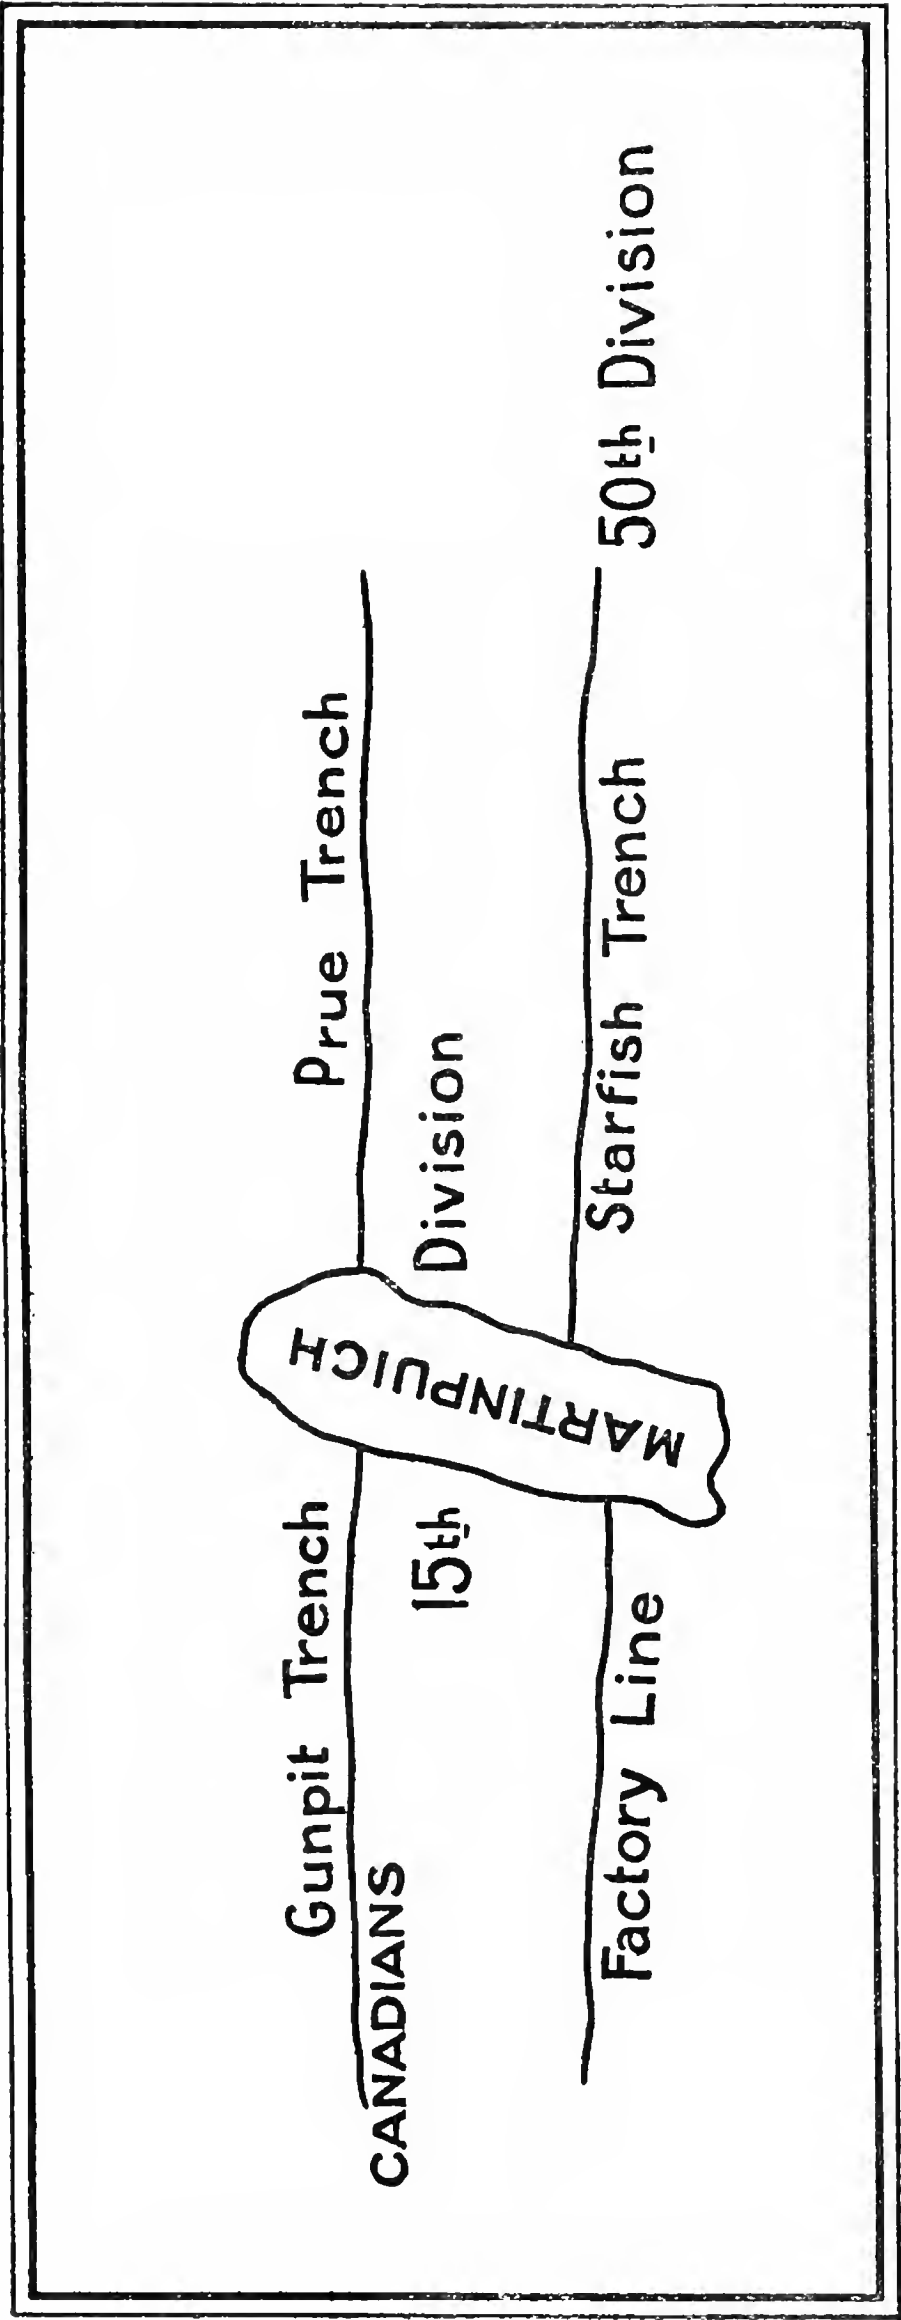 Gunpit Trench
Prue Trench
CANADIANS
15th Division
MARTINPUICH
Factory Line
Starfish Trench
50th Division